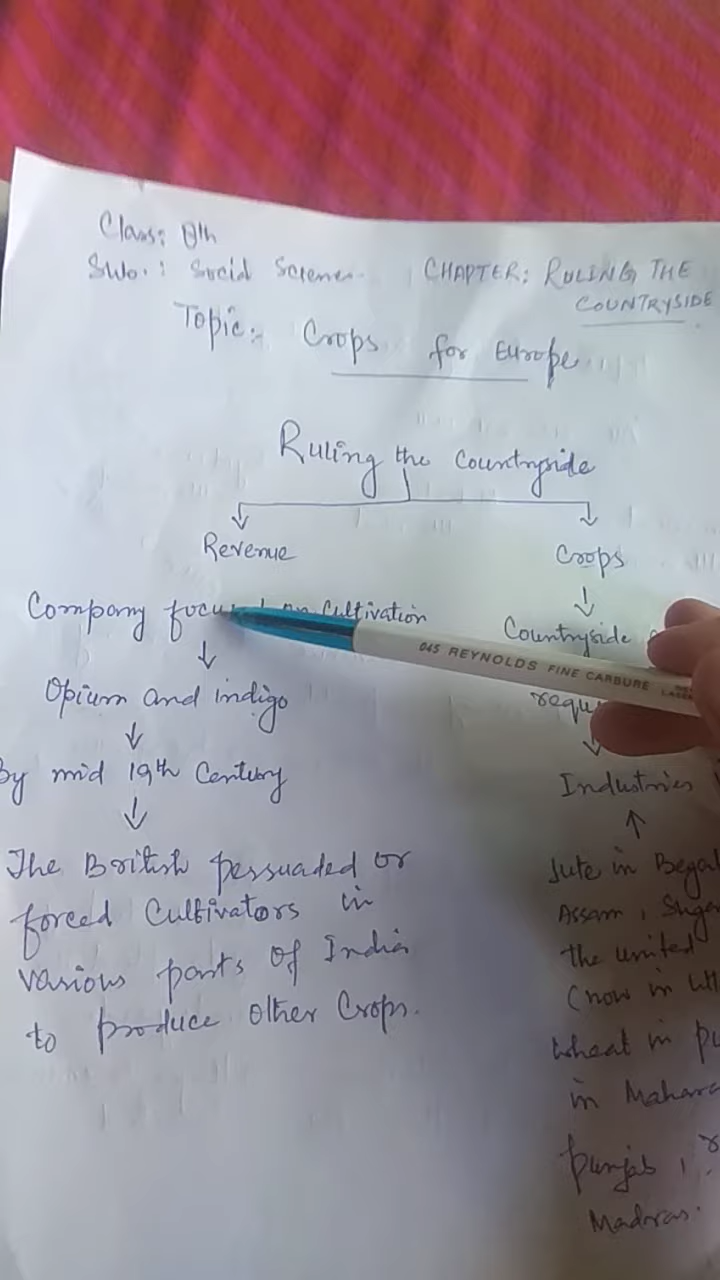 Class: 8th
Sub.: Social Science. CHAPTER: RULING THE
COUNTRYSIDE
Topic:- Crops for Europe
Ruling the Countryside
Revenue
Crops
Company on Cultivation
Countryside
Opium and indigo
By mid 19th Century
Industries
The British persuaded or
forced Cultivators in
various parts of India
to produce other Crops.
Jute in
Assam,
the united
(now in
wheat in
in
punjab,
Madras.
045 REYNOLDS FINE CARBURE